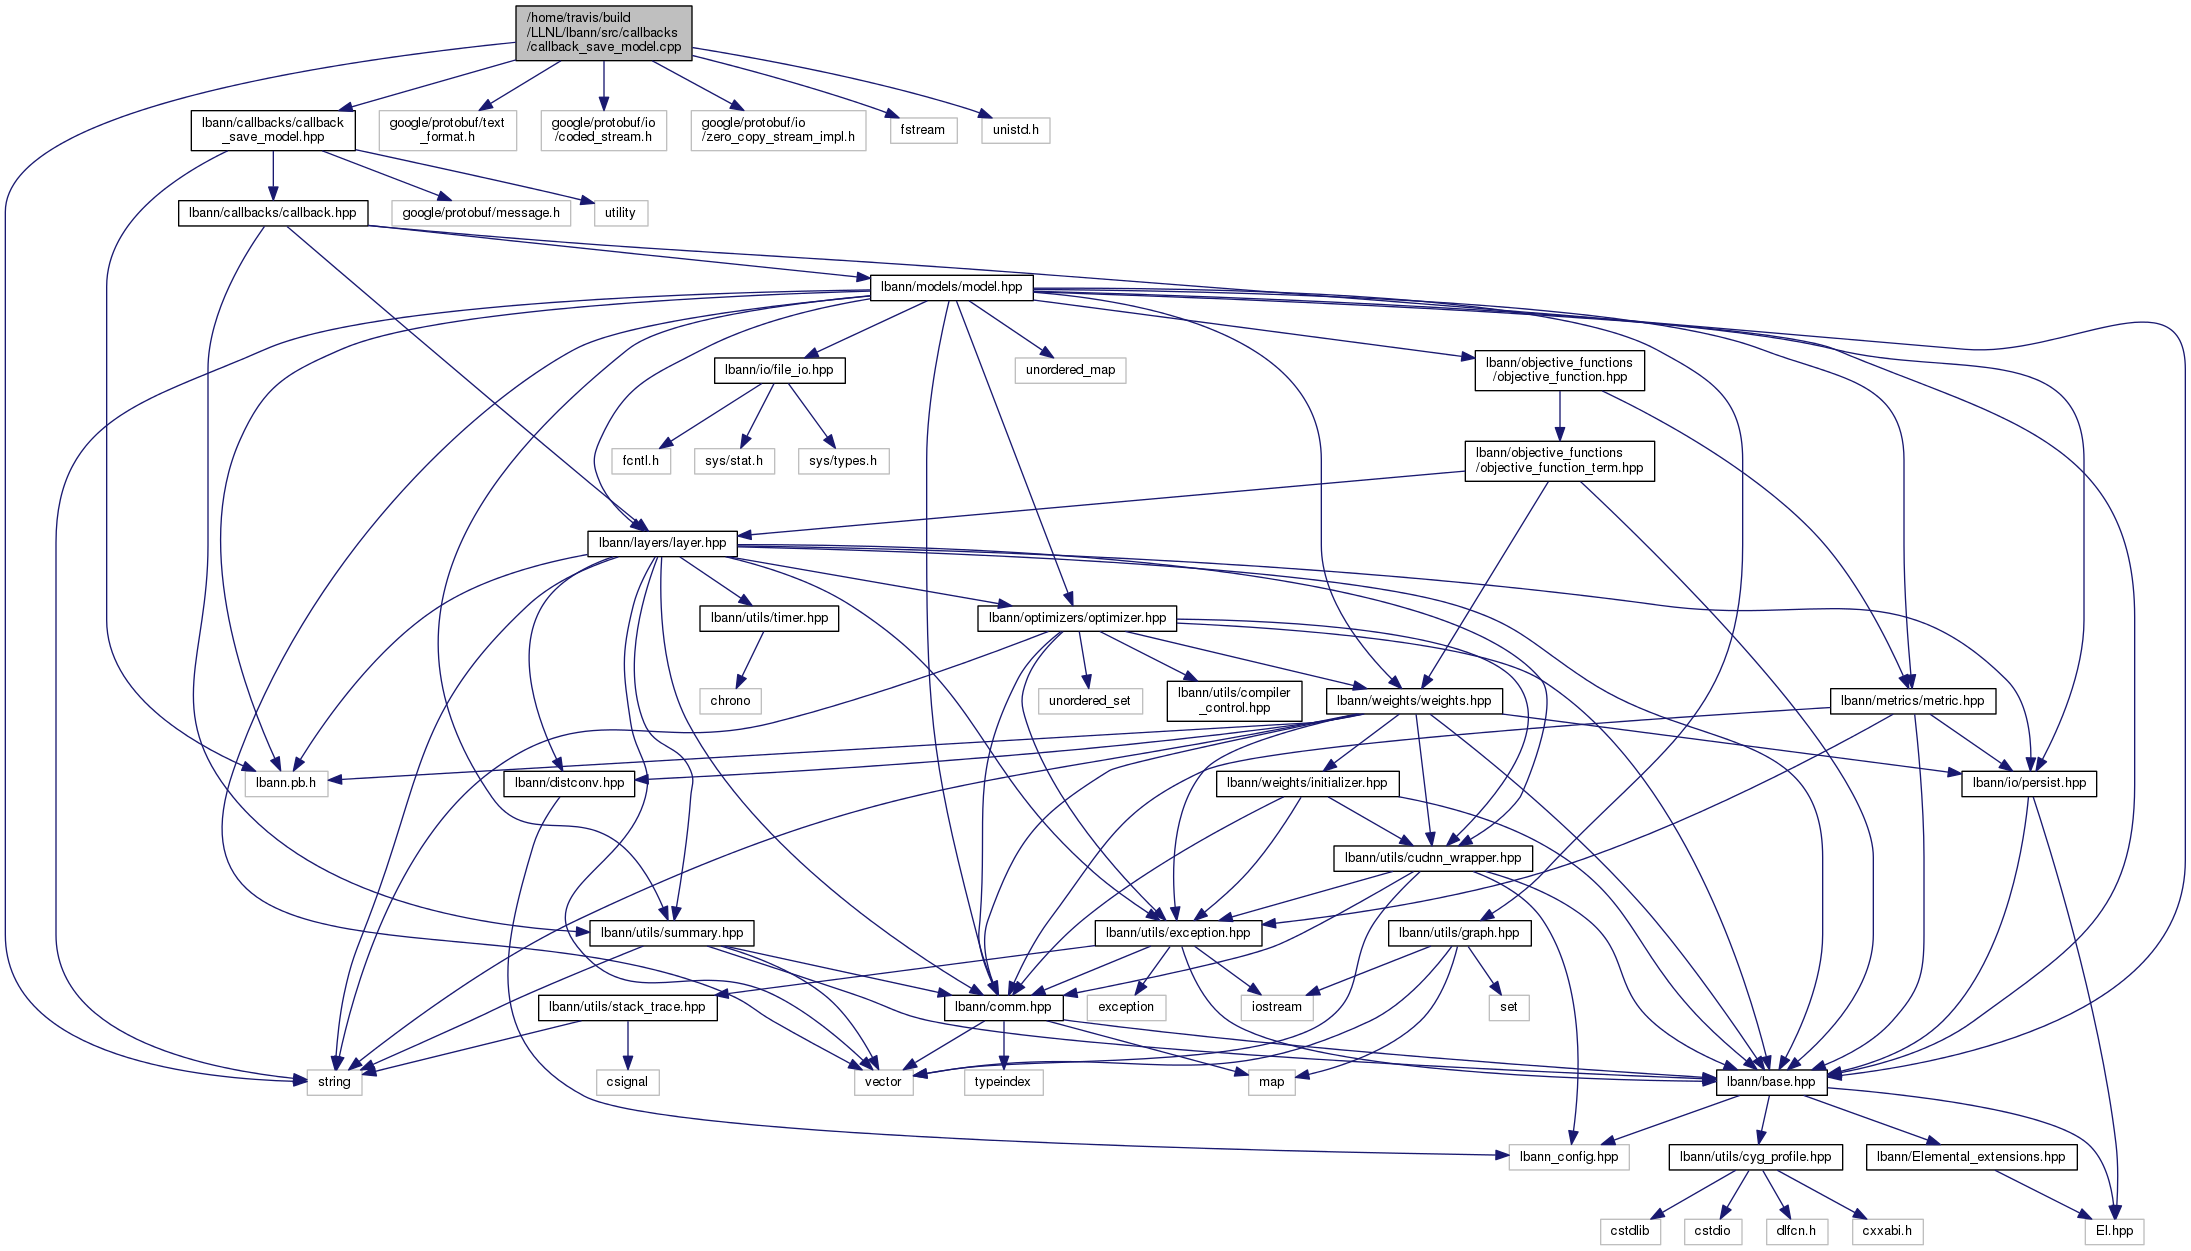 /home/travis/build
/LLNL/lbann/src/callbacks
/callback_save_model.cpp
lbann/callbacks/callback
_save_model.hpp
google/protobuf/text
_format.h
google/protobuf/io
/coded_stream.h
google/protobuf/io
/zero_copy_stream_impl.h
fstream
unistd.h
lbann/callbacks/callback.hpp
google/protobuf/message.h
utility
lbann/models/model.hpp
lbann/io/file_io.hpp
unordered_map
lbann/objective_functions
/objective_function.hpp
fcntl.h
sys/stat.h
sys/types.h
lbann/objective_functions
/objective_function_term.hpp
lbann/layers/layer.hpp
lbann/utils/timer.hpp
lbann/optimizers/optimizer.hpp
chrono
unordered_set
lbann/utils/compiler
_control.hpp
lbann/weights/weights.hpp
lbann/metrics/metric.hpp
lbann.pb.h
lbann/distconv.hpp
lbann/weights/initializer.hpp
lbann/io/persist.hpp
lbann/utils/cudnn_wrapper.hpp
lbann/utils/summary.hpp
lbann/utils/exception.hpp
lbann/utils/graph.hpp
lbann/utils/stack_trace.hpp
lbann/comm.hpp
exception
iostream
set
string
csignal
vector
typeindex
map
lbann/base.hpp
lbann_config.hpp
lbann/utils/cyg_profile.hpp
lbann/Elemental_extensions.hpp
cstdlib
cstdio
dlfcn.h
cxxabi.h
El.hpp